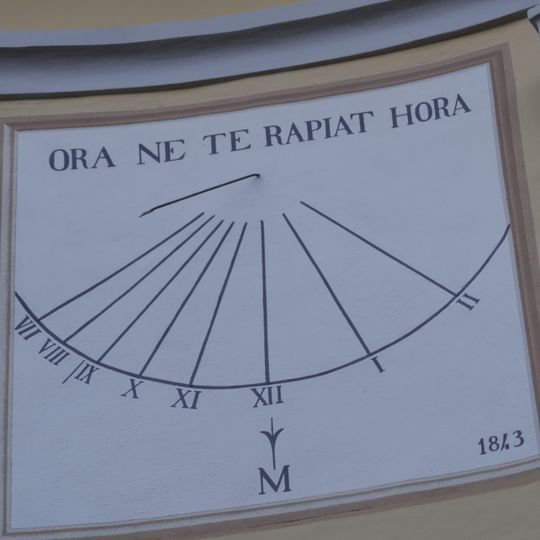 ORA NE TE RAPIAT HORA
VII VIII IX X XI XII I II
M
1843